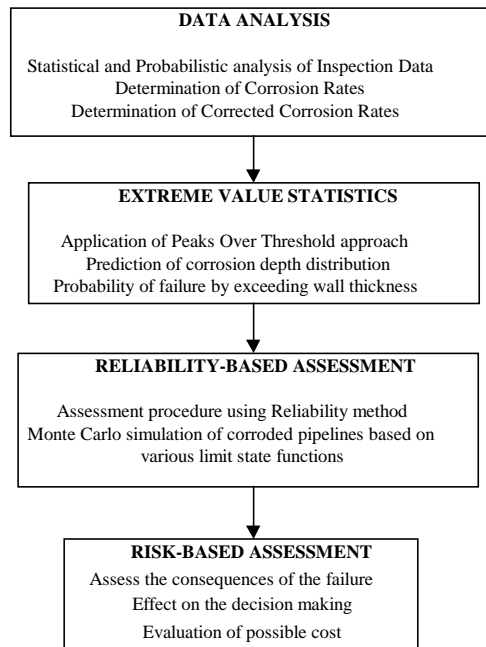 DATA ANALYSIS
Statistical and Probabilistic analysis of Inspection Data
Determination of Corrosion Rates
Determination of Corrected Corrosion Rates
EXTREME VALUE STATISTICS
Application of Peaks Over Threshold approach
Prediction of corrosion depth distribution
Probability of failure by exceeding wall thickness
RELIABILITY-BASED ASSESSMENT
Assessment procedure using Reliability method
Monte Carlo simulation of corroded pipelines based on
various limit state functions
RISK-BASED ASSESSMENT
Assess the consequences of the failure
Effect on the decision making
Evaluation of possible cost